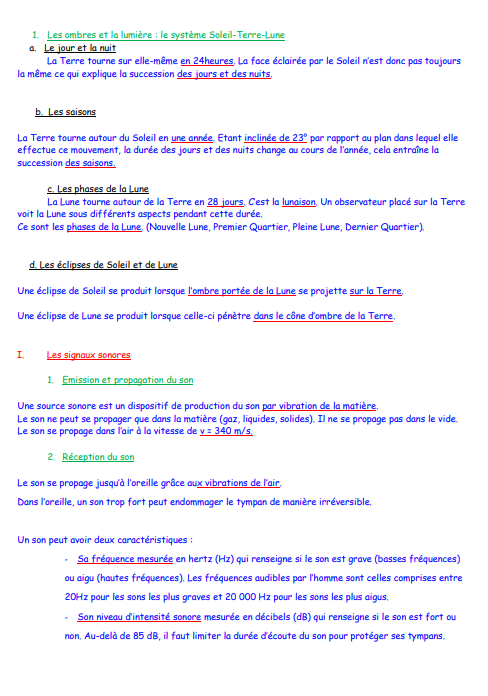 1. Les ombres et la lumière : le système Soleil-Terre-Lune
a. Le jour et la nuit
La Terre tourne sur elle-même en 24heures. La face éclairée par le Soleil n'est donc pas toujours
la même ce qui explique la succession des jours et des nuits.
b. Les saisons
La Terre tourne autour du Soleil en une année. Etant inclinée de 23° par rapport au plan dans lequel elle
effectue ce mouvement, la durée des jours et des nuits change au cours de l'année, cela entraîne la
succession des saisons.
c. Les phases de la Lune
La Lune tourne autour de la Terre en 28 jours. C'est la lunaison. Un observateur placé sur la Terre
voit la Lune sous différents aspects pendant cette durée.
Ce sont les phases de la Lune. (Nouvelle Lune, Premier Quartier, Pleine Lune, Dernier Quartier).
d. Les éclipses de Soleil et de Lune
Une éclipse de Soleil se produit lorsque l'ombre portée de la Lune se projette sur la Terre.
Une éclipse de Lune se produit lorsque celle-ci pénètre dans le cône d'ombre de la Terre.
I. Les signaux sonores
1. Emission et propagation du son
Une source sonore est un dispositif de production du son par vibration de la matière.
Le son ne peut se propager que dans la matière (gaz, liquides, solides). Il ne se propage pas dans le vide.
Le son se propage dans l'air à la vitesse de v = 340 m/s.
2. Réception du son
Le son se propage jusqu'à l'oreille grâce aux vibrations de l'air.
Dans l'oreille, un son trop fort peut endommager le tympan de manière irréversible.
Un son peut avoir deux caractéristiques :
- Sa fréquence mesurée en hertz (Hz) qui renseigne si le son est grave (basses fréquences)
ou aigu (hautes fréquences). Les fréquences audibles par l'homme sont celles comprises entre
20Hz pour les sons les plus graves et 20 000 Hz pour les sons les plus aigus.
- Son niveau d'intensité sonore mesurée en décibels (dB) qui renseigne si le son est fort ou
non. Au-delà de 85 dB, il faut limiter la durée d'écoute du son pour protéger ses tympans.